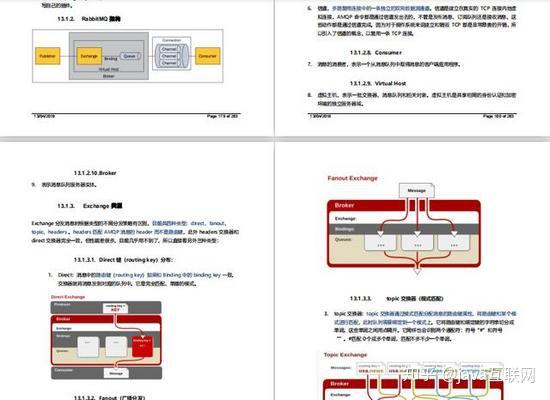 写自己的插件。
13.1.2. RabbitMQ 架构
Publisher
Exchange
Binding
Queues
Virtual Host
Broker
Connection
Channel
Channel
Channel
Consumer
13/04/2018
Page 179 of 283
6. 信道，多路复用连接中的一条独立的双向数据流通道。信道是建立在真实的 TCP 连接内地虚
拟连接，AMQP 命令都是通过信道发出去的，不管是发布消息、订阅队列还是接收消息，这些动
作都是通过信道完成。因为对于操作系统来说建立和销毁 TCP 都是非常昂贵的开销，所
以引入了信道的概念，以复用一条 TCP 连接。
13.1.2.8. Consumer
7. 消息的消费者，表示一个从消息队列中取得消息的客户端应用程序。
13.1.2.9. Virtual Host
8. 虚拟主机，表示一批交换器、消息队列和相关对象。虚拟主机是共享相同的身份认证和加密
环境的独立服务器域。
13/04/2018
Page 180 of 283
13.1.2.10.Broker
9. 表示消息队列服务器实体。
13.1.3. Exchange 类型
Exchange 分发消息时根据类型的不同分发策略有区别，目前共四种类型：direct、fanout、
topic、headers 。headers 匹配 AMQP 消息的 header 而不是路由键，此外 headers 交换器和
direct 交换器完全一致，但性能差很多，目前几乎用不到了，所以直接看另外三种类型：
13.1.3.1. Direct 键（routing key）分布：
1. Direct：消息中的路由键（routing key）如果和 Binding 中的 binding key 一致，
交换器就将消息发到对应的队列中。它是完全匹配、单播的模式。
Direct Exchange
Producer
routing key =
KEY
Broker
Exchange:
Bindings:
Queues:
binding key =
KEY
Consumer
Message
13.1.3.2. Fanout（广播分发）
Fanout Exchange
Message
Broker
Exchange:
Bindings:
Queues:
...
...
...
13.1.3.3. topic 交换器（模式匹配）
3. topic 交换器：topic 交换器通过模式匹配分配消息的路由键属性，将路由键和某个模
式进行匹配，此时队列需要绑定到一个模式上。它将路由键和绑定键的字符串切分成
单词，这些单词之间用点隔开。它同样也会识别两个通配符：符号“#”和符号
“”。#匹配 0 个或多个单词，匹配不多不少一个单词。
Topic Exchange
Message
Broker
Exchange:
知乎 @java互联网